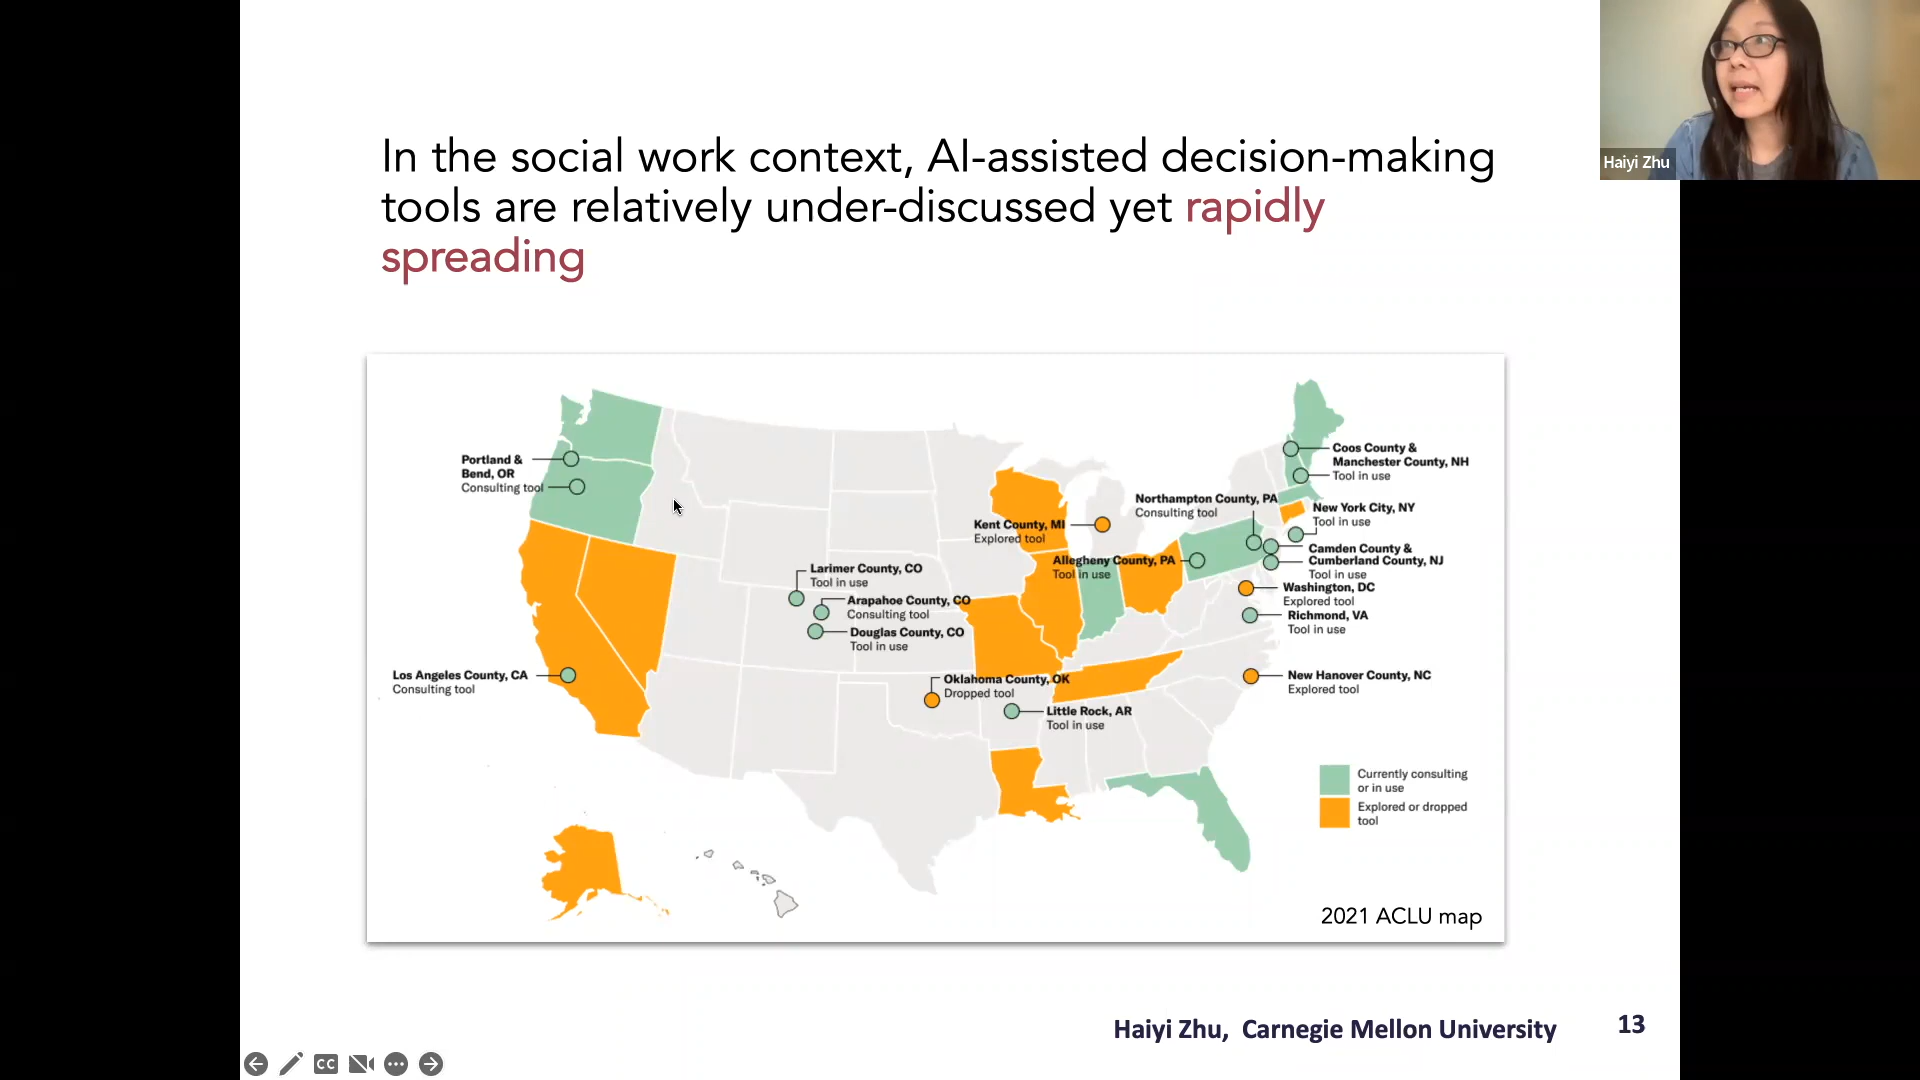 In the social work context, AI-assisted decision-making
tools are relatively under-discussed yet rapidly
spreading
Haiyi Zhu
Portland &
Bend, OR
Consulting tool
Los Angeles County, CA
Consulting tool
Larimer County, CO
Tool in use
Arapahoe County, CO
Consulting tool
Douglas County, CO
Tool in use
Oklahoma County, OK
Dropped tool
Little Rock, AR
Tool in use
Kent County, MI
Explored tool
Allegheny County, PA
Tool in use
Northampton County, PA
Consulting tool
Coos County &
Manchester County, NH
Tool in use
New York City, NY
Tool in use
Camden County &
Cumberland County, NJ
Tool in use
Washington, DC
Explored tool
Richmond, VA
Tool in use
New Hanover County, NC
Explored tool
Currently consulting
or in use
Explored or dropped
tool
2021 ACLU map
Haiyi Zhu, Carnegie Mellon University
13
CC